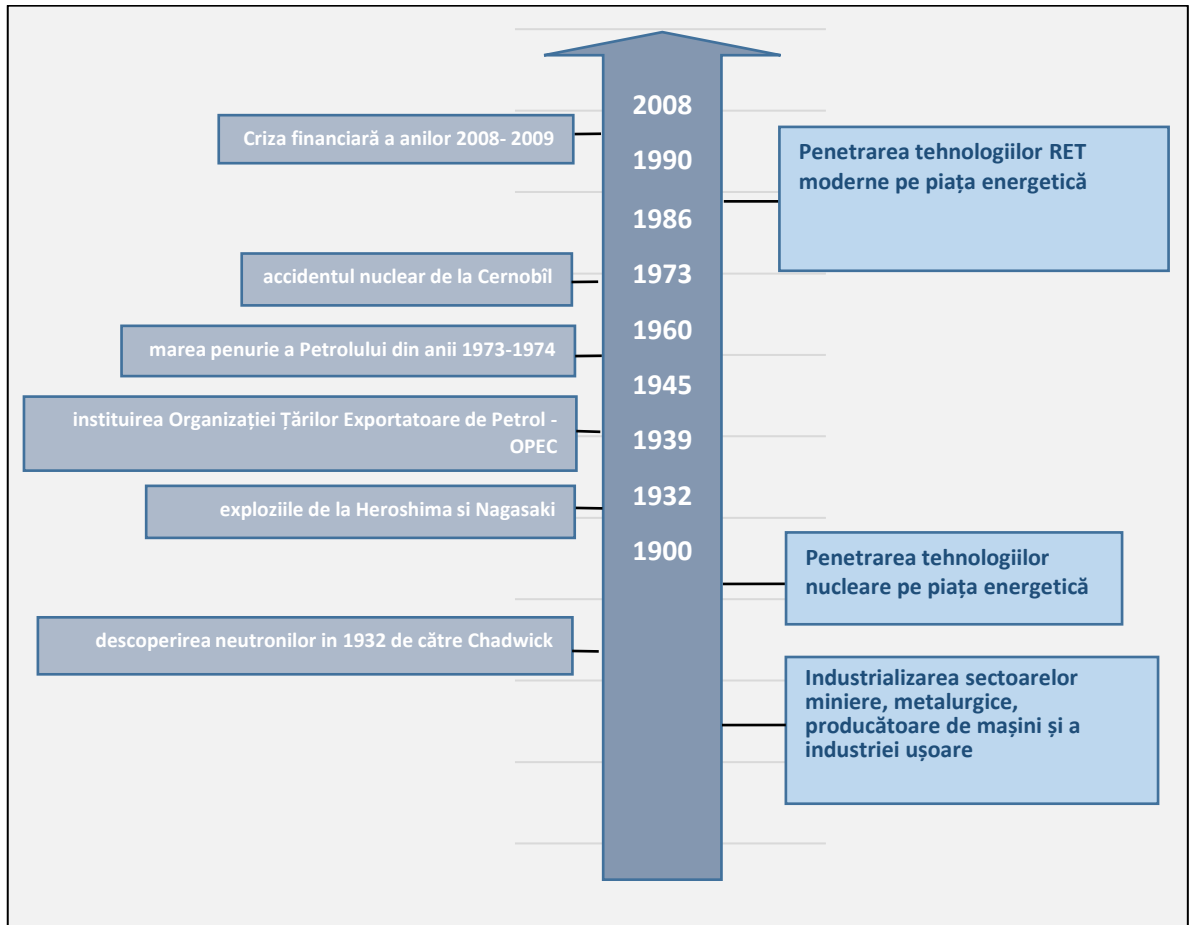 2008
Criza financiară a anilor 2008- 2009
Penetrarea tehnologiilor RET
moderne pe piața energetică
1990
1986
accidentul nuclear de la Cernobîl
1973
marea penurie a Petrolului din anii 1973-1974
1960
1945
instituirea Organizației Țărilor Exportatoare de Petrol -
OPEC
1939
exploziile de la Heroshima si Nagasaki
1932
1900
Penetrarea tehnologiilor
nucleare pe piața energetică
descoperirea neutronilor in 1932 de către Chadwick
Industrializarea sectoarelor
miniere, metalurgice,
producătoare de mașini și a
industriei ușoare